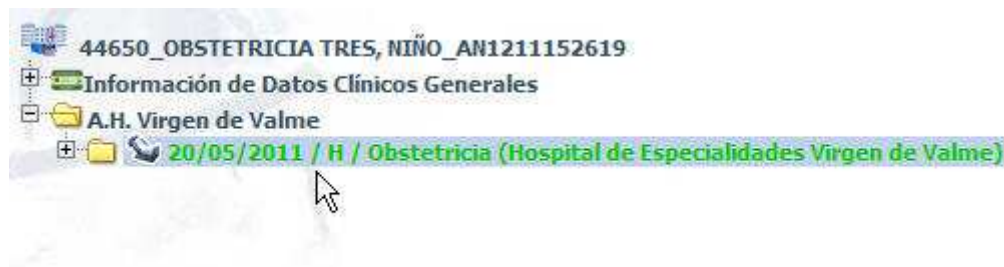 44650_OBSTETRICIA TRES, NIÑO_AN1211152619
Información de Datos Clínicos Generales
A.H. Virgen de Valme
20/05/2011 / H / Obstetricia (Hospital de Especialidades Virgen de Valme)